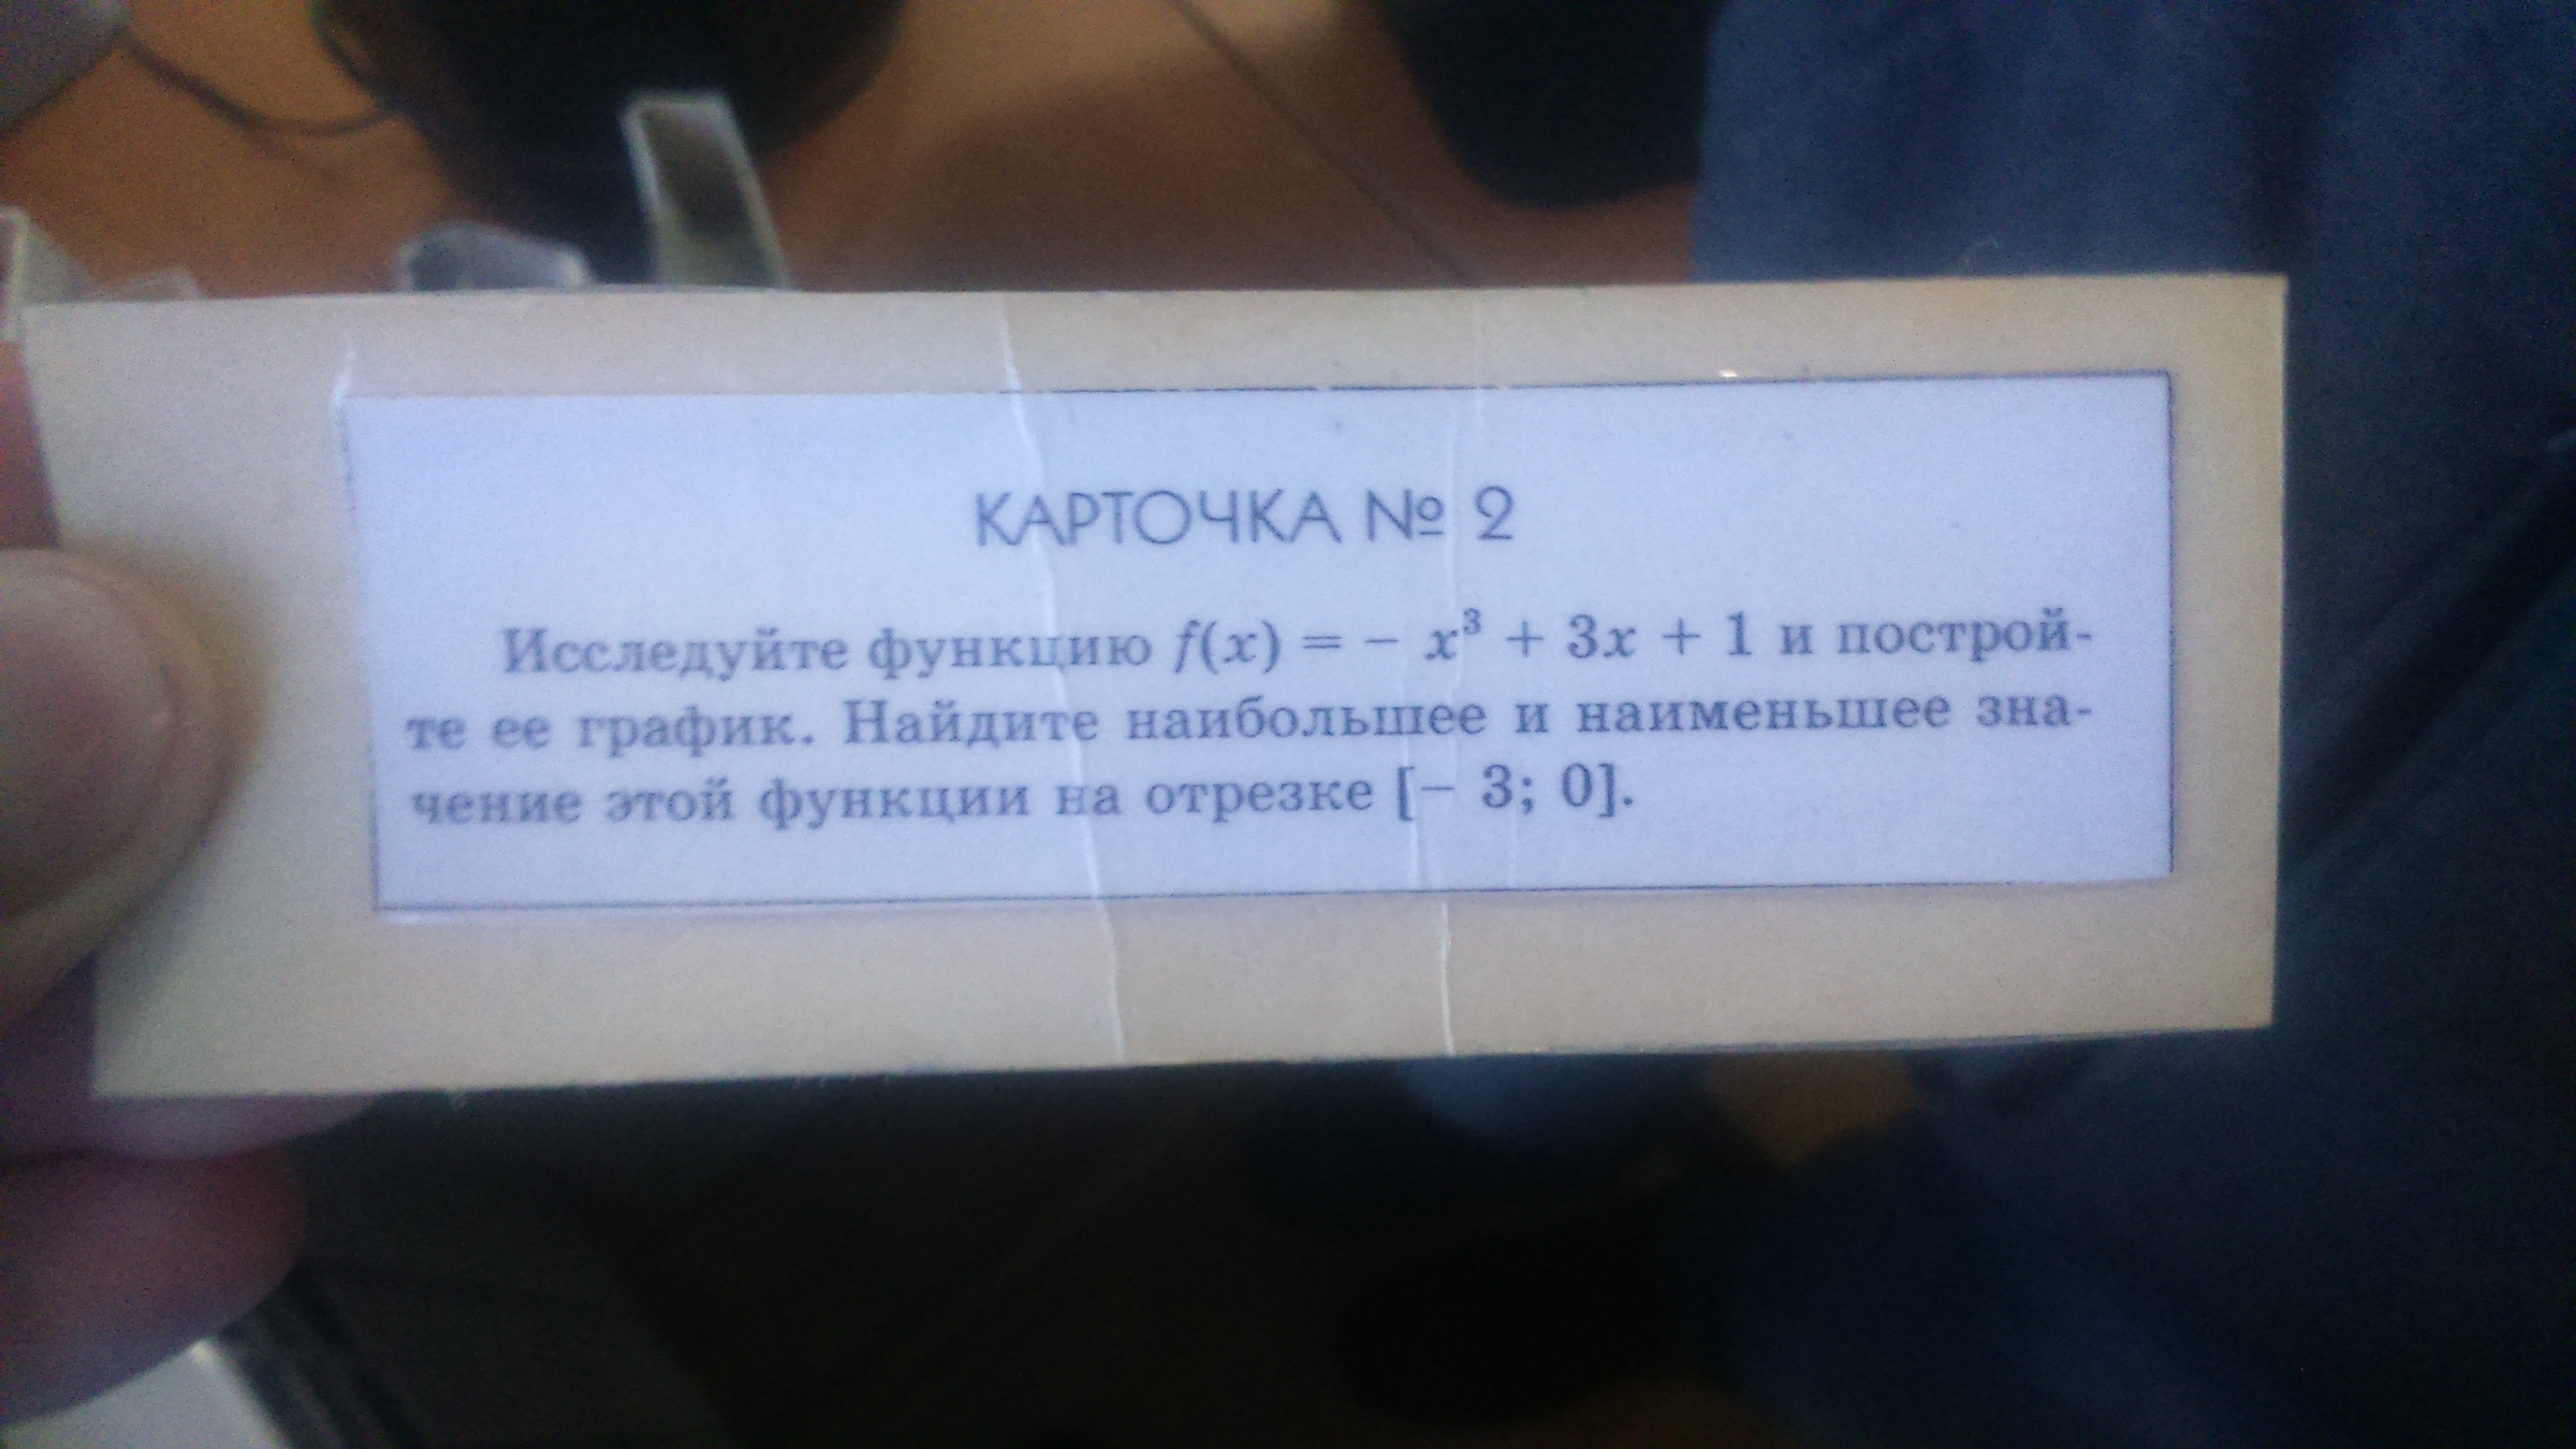 КАРТОЧКА № 2
Исследуйте функцию f(x) = – x³ + 3x + 1 и построй-
те ее график. Найдите наибольшее и наименьшее зна-
чение этой функции на отрезке [– 3; 0].